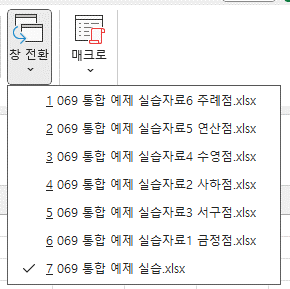 창 전환
매크로
1 069 통합 예제 실습자료6 주례점.xlsx
2 069 통합 예제 실습자료5 연산점.xlsx
3 069 통합 예제 실습자료4 수영점.xlsx
4 069 통합 예제 실습자료2 사하점.xlsx
5 069 통합 예제 실습자료3 서구점.xlsx
6 069 통합 예제 실습자료1 금정점.xlsx
7 069 통합 예제 실습.xlsx